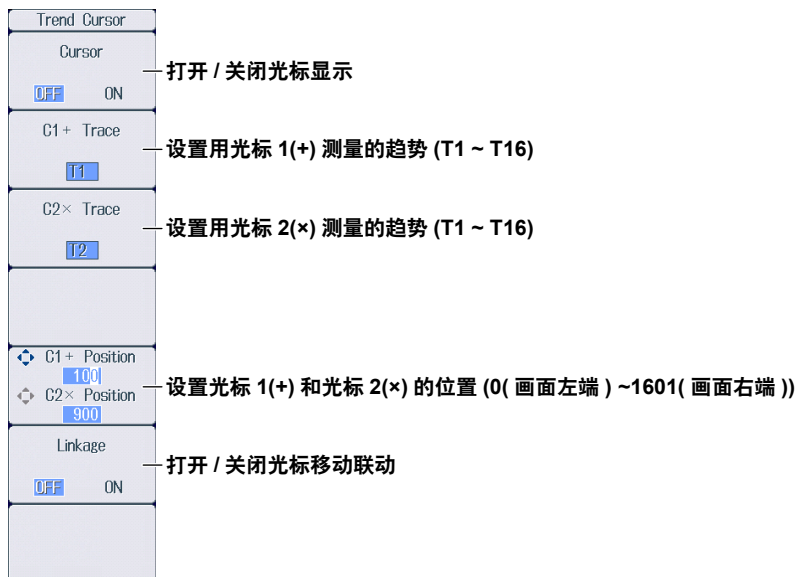 Trend Cursor
Cursor
OFF ON
打开 / 关闭光标显示
C1+ Trace
T1
设置用光标 1(+) 测量的趋势 (T1 ~ T16)
C2× Trace
T2
设置用光标 2(×) 测量的趋势 (T1 ~ T16)
C1+ Position
100
C2× Position
900
设置光标 1(+) 和光标 2(×) 的位置 (0( 画面左端 ) ~1601( 画面右端 ))
Linkage
OFF ON
打开 / 关闭光标移动联动